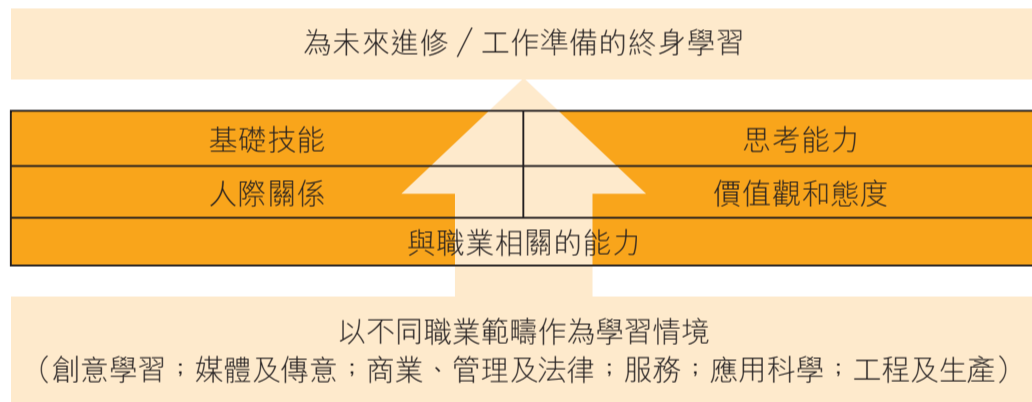 為未來進修 / 工作準備的終身學習
基礎技能
思考能力
人際關係
價值觀和態度
與職業相關的能力
以不同職業範疇作為學習情境
（創意學習；媒體及傳意；商業、管理及法律；服務；應用科學；工程及生產）